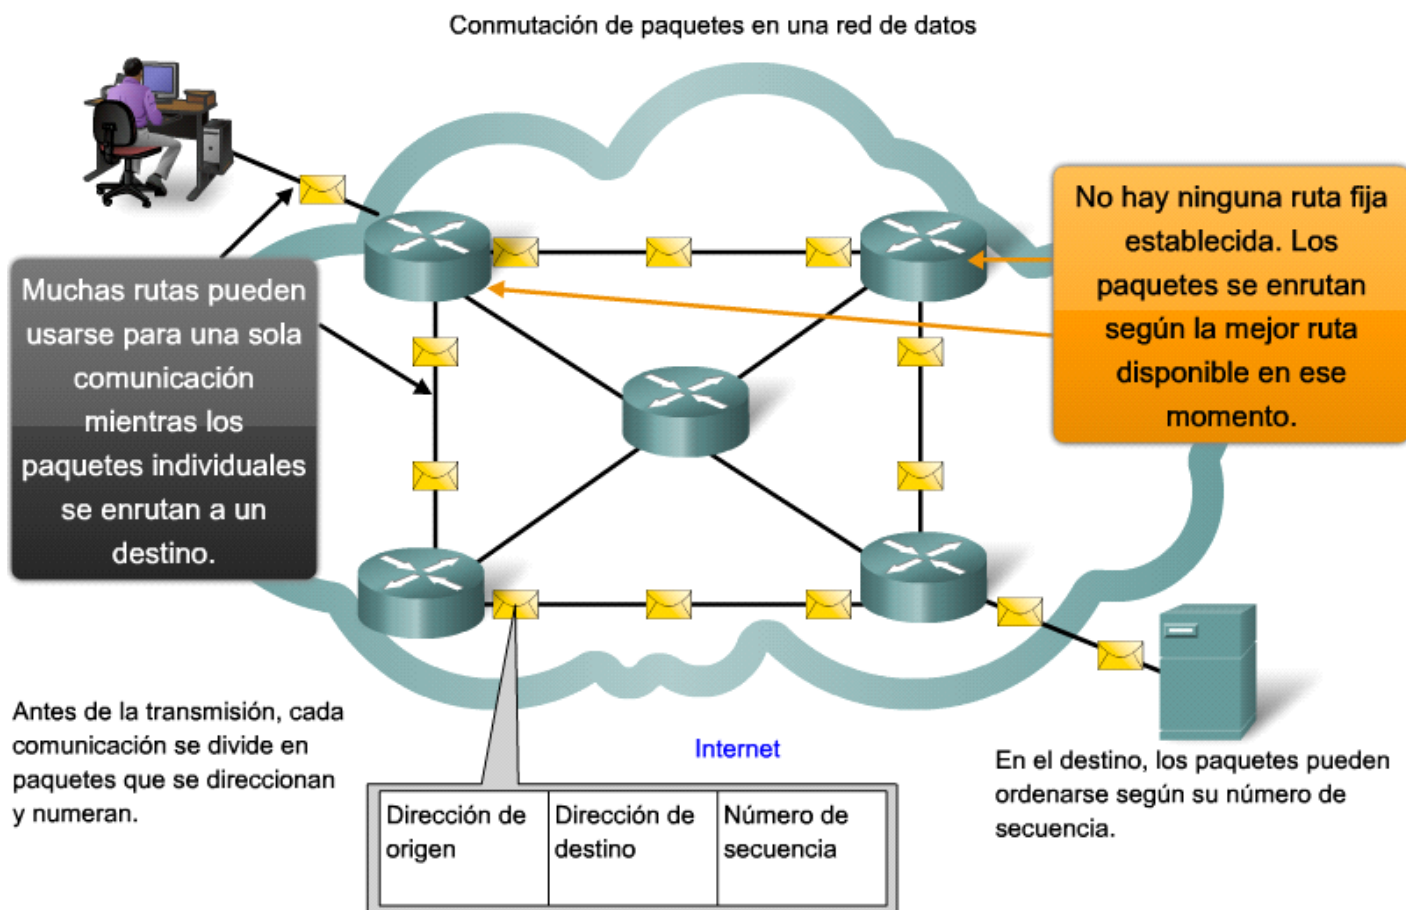 Conmutación de paquetes en una red de datos
Muchas rutas pueden
usarse para una sola
comunicación
mientras los
paquetes individuales
se enrutan a un
destino.
No hay ninguna ruta fija
establecida. Los
paquetes se enrutan
según la mejor ruta
disponible en ese
momento.
Antes de la transmisión, cada
comunicación se divide en
paquetes que se direccionan
y numeran.
Internet
Dirección de
origen
Dirección de
destino
Número de
secuencia
En el destino, los paquetes pueden
ordenarse según su número de
secuencia.